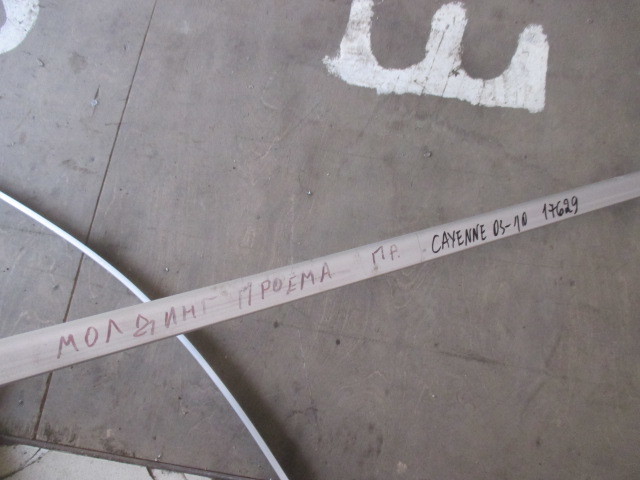 Е
МОЛДИНГ ПРОЕМА ПР. CAYENNE 03-10 17629